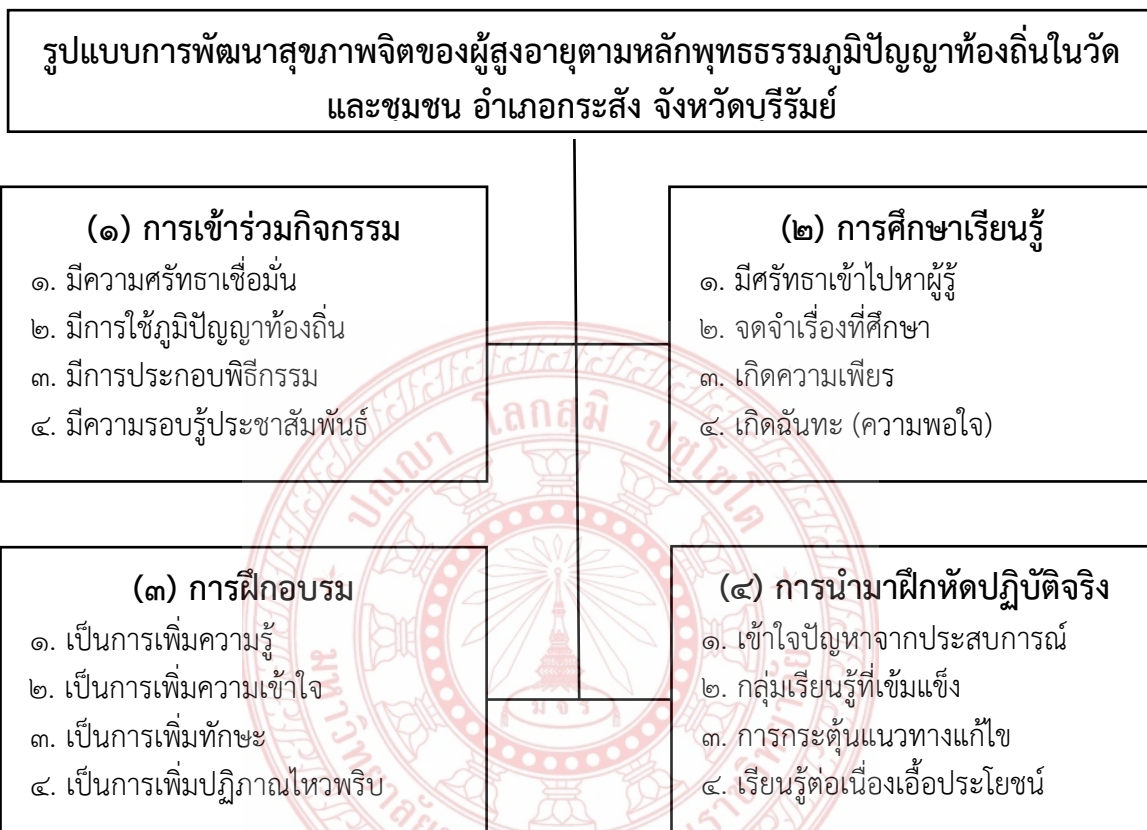 รูปแบบการพัฒนาสุขภาพจิตของผู้สูงอายุตามหลักพุทธธรรมภูมิปัญญาท้องถิ่นในวัด
และชุมชน อำเภอกระสัง จังหวัดบุรีรัมย์
(๑) การเข้าร่วมกิจกรรม
๑. มีความศรัทธาเชื่อมั่น
๒. มีการใช้ภูมิปัญญาท้องถิ่น
๓. มีการประกอบพิธีกรรม
๔. มีความรอบรู้ประชาสัมพันธ์
(๒) การศึกษาเรียนรู้
๑. มีศรัทธาเข้าไปหาผู้รู้
๒. จดจำเรื่องที่ศึกษา
๓. เกิดความเพียร
๔. เกิดฉันทะ (ความพอใจ)
(๓) การฝึกอบรม
๑. เป็นการเพิ่มความรู้
๒. เป็นการเพิ่มความเข้าใจ
๓. เป็นการเพิ่มทักษะ
๔. เป็นการเพิ่มปฏิภาณไหวพริบ
(๔) การนำมาฝึกหัดปฏิบัติจริง
๑. เข้าใจปัญหาจากประสบการณ์
๒. กลุ่มเรียนรู้ที่เข้มแข็ง
๓. การกระตุ้นแนวทางแก้ไข
๔. เรียนรู้ต่อเนื่องเอื้อประโยชน์
ปญฺญา โลกสฺมิ ปชฺโชโต
มจร